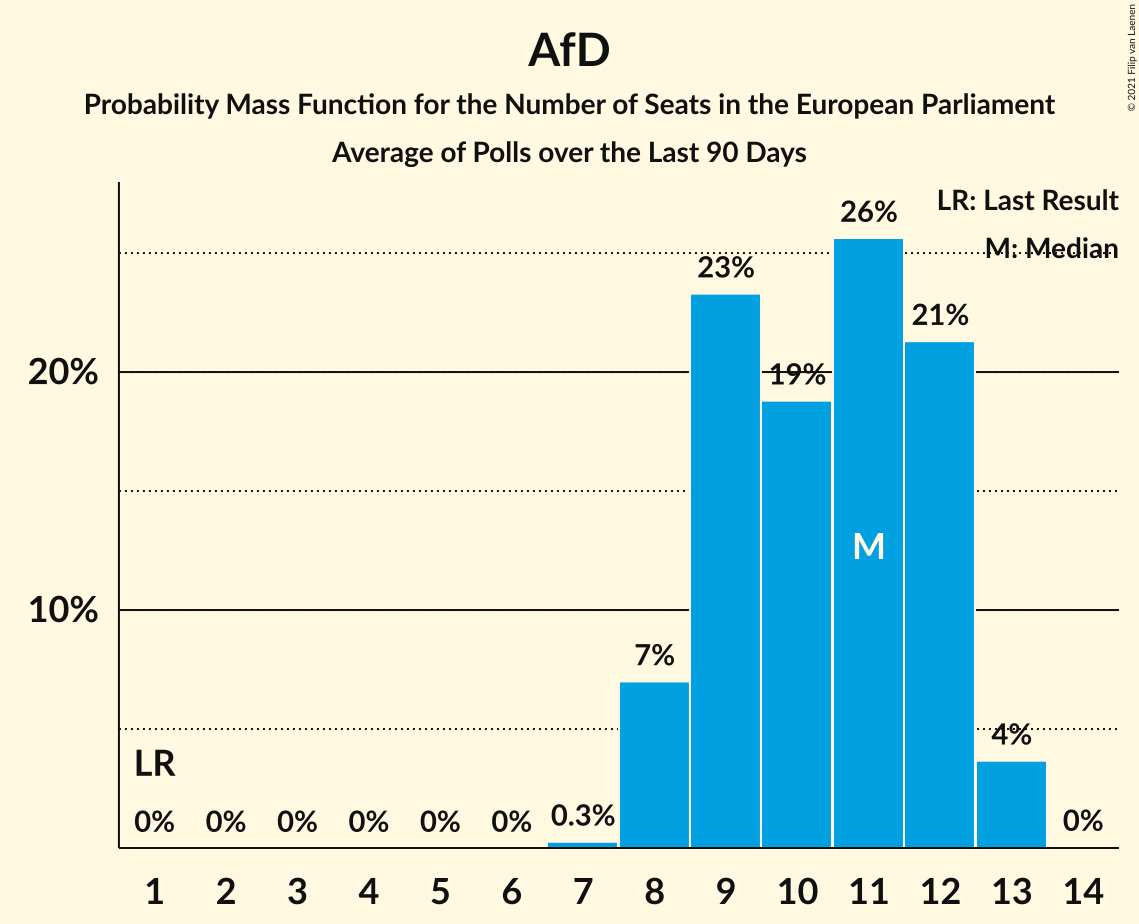 AfD
Probability Mass Function for the Number of Seats in the European Parliament
Average of Polls over the Last 90 Days
© 2021 Filip van Laenen
LR: Last Result
M: Median
26%
23%
21%
20%
19%
M
10%
7%
4%
LR
0% 0% 0% 0% 0% 0% 0.3% 0%
1 2 3 4 5 6 7 8 9 10 11 12 13 14